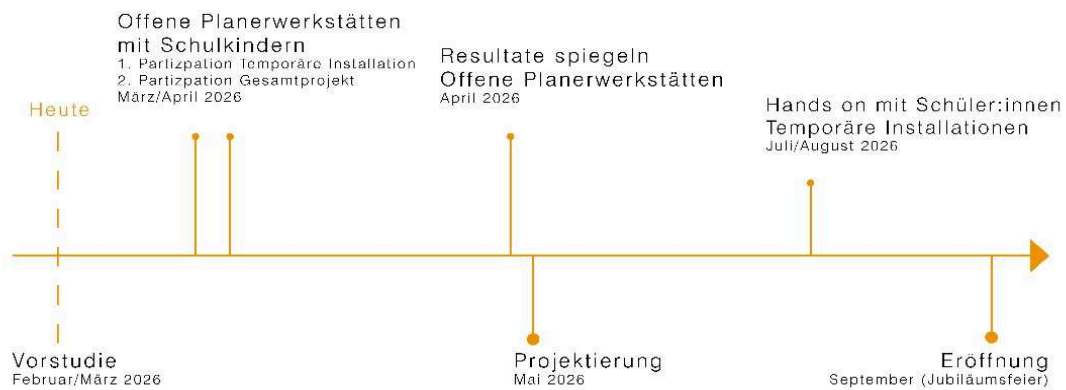 Offene Planerwerkstätten
mit Schulkindern
1. Partizpation Temporäre Installation
2. Partizpation Gesamtprojekt
März/April 2026
Heute
Resultate spiegeln
Offene Planerwerkstätten
April 2026
Hands on mit Schüler:innen
Temporäre Installationen
Juli/August 2026
Vorstudie
Februar/März 2026
Projektierung
Mai 2026
Eröffnung
September (Jubiläumsfeier)